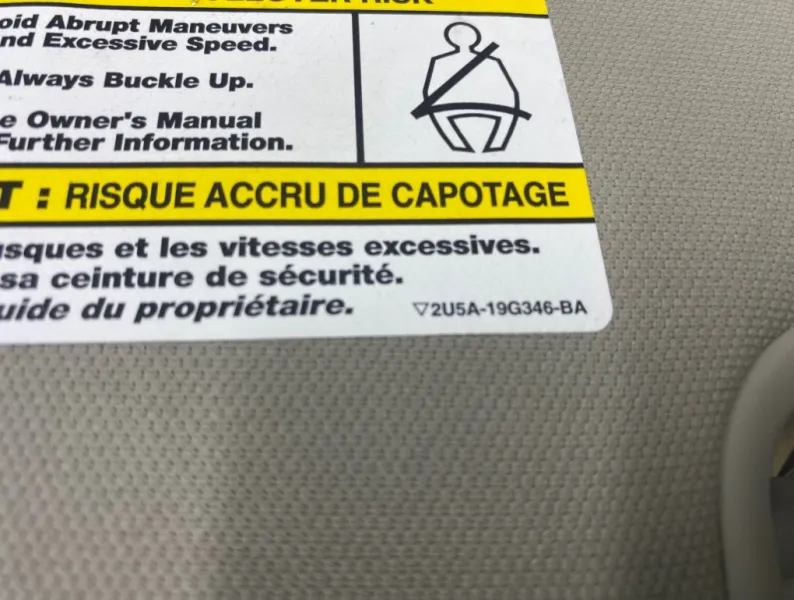 oid Abrupt Maneuvers
nd Excessive Speed.
Always Buckle Up.
e Owner's Manual
Further Information.
T : RISQUE ACCRU DE CAPOTAGE
usques et les vitesses excessives.
sa ceinture de sécurité.
uide du propriétaire.
▽2U5A-19G346-BA